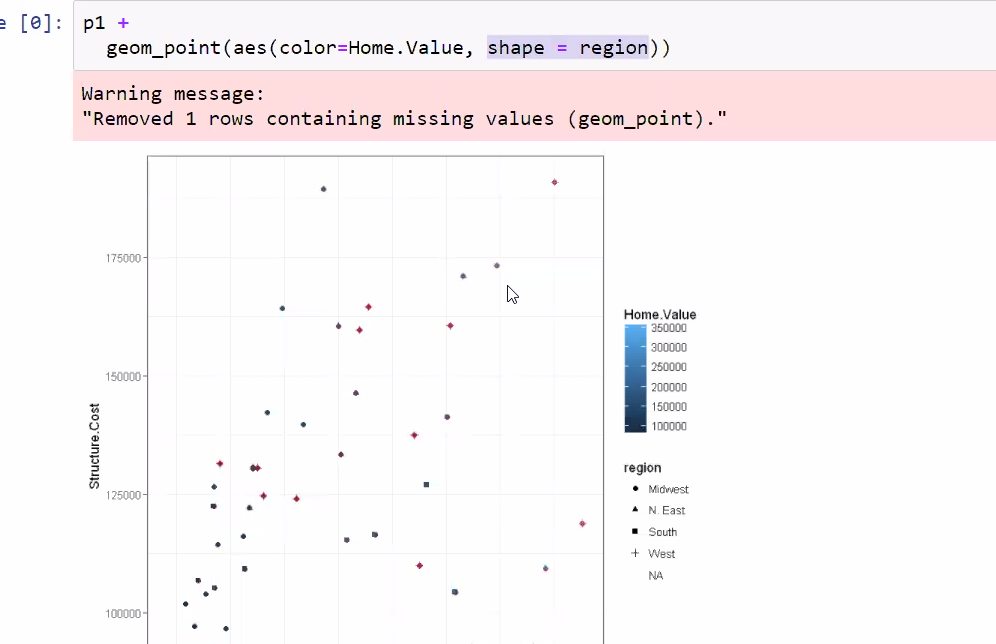 e [0]:
p1 +
geom_point(aes(color=Home.Value, shape = region))
Warning message:
"Removed 1 rows containing missing values (geom_point)."
175000
150000
125000
100000
Structure.Cost
Home.Value
350000
300000
250000
200000
150000
100000
region
Midwest
N. East
South
West
NA